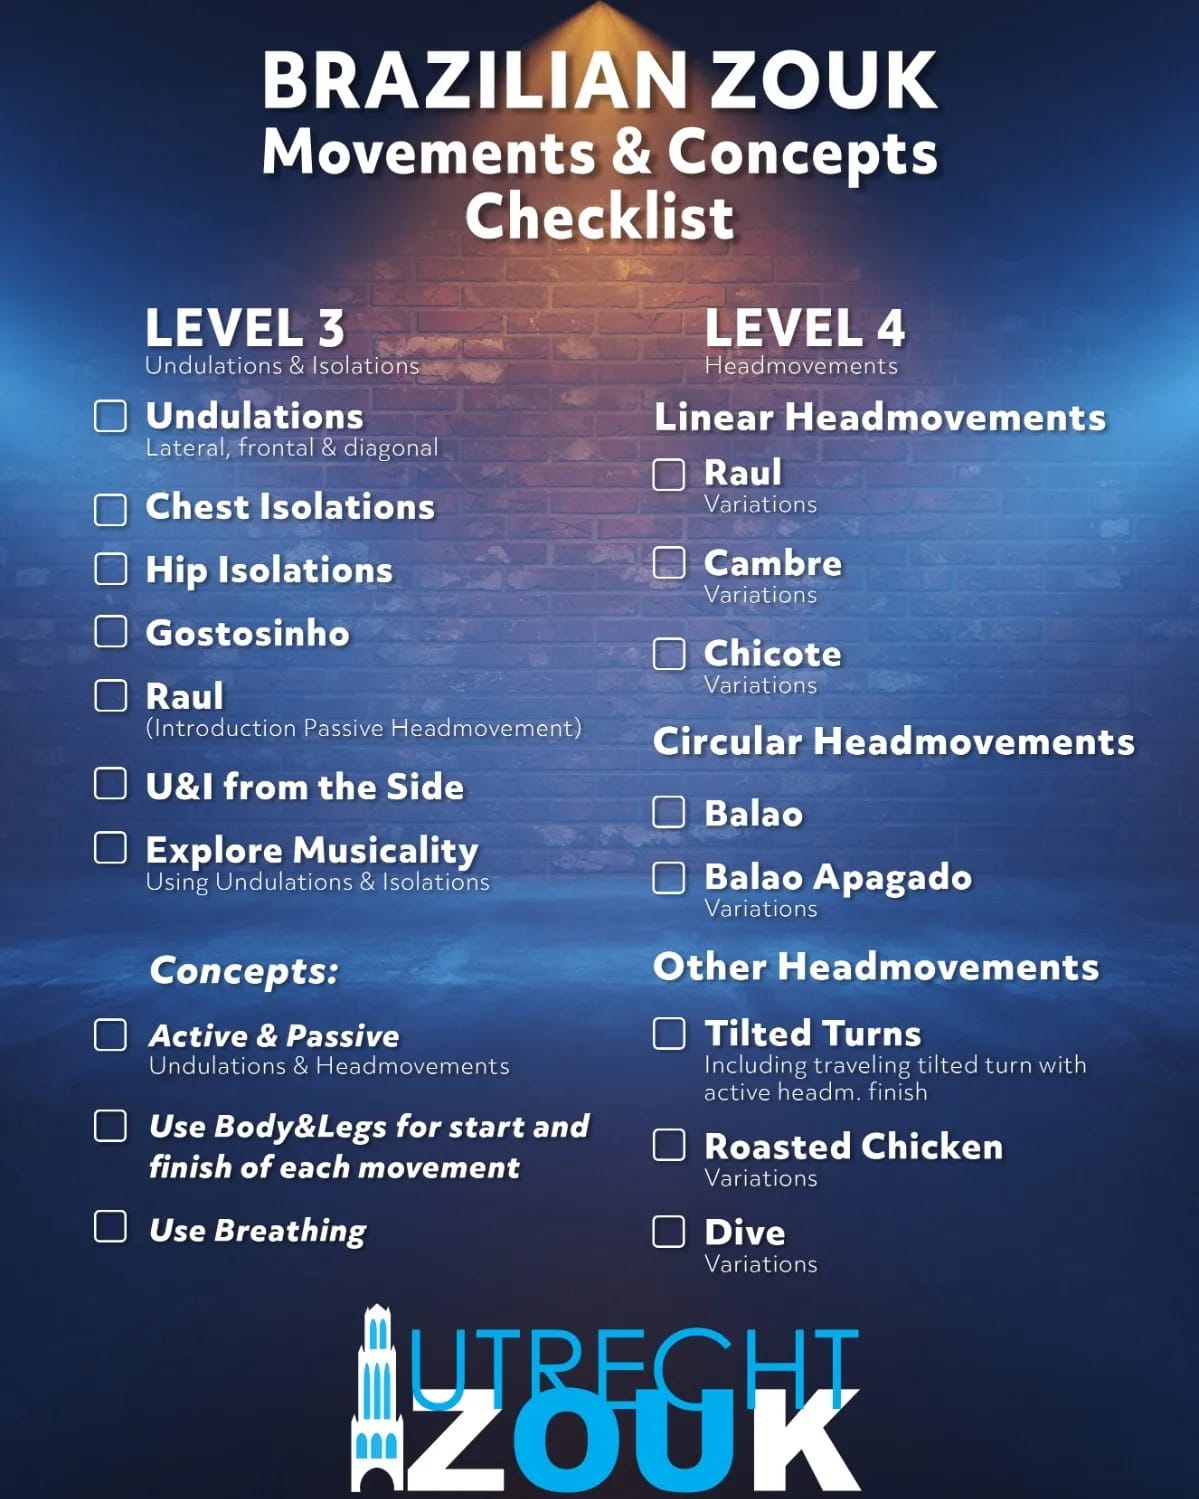 BRAZILIAN ZOUK
Movements & Concepts
Checklist
LEVEL 3
Undulations & Isolations
Undulations
Lateral, frontal & diagonal
Chest Isolations
Hip Isolations
Gostosinho
Raul
(Introduction Passive Headmovement)
U&I from the Side
Explore Musicality
Using Undulations & Isolations
Concepts:
Active & Passive
Undulations & Headmovements
Use Body&Legs for start and
finish of each movement
Use Breathing
LEVEL 4
Headmovements
Linear Headmovements
Raul
Variations
Cambre
Variations
Chicote
Variations
Circular Headmovements
Balao
Balao Apagado
Variations
Other Headmovements
Tilted Turns
Including traveling tilted turn with
active headm. finish
Roasted Chicken
Variations
Dive
Variations
UTRECHT
ZOUK